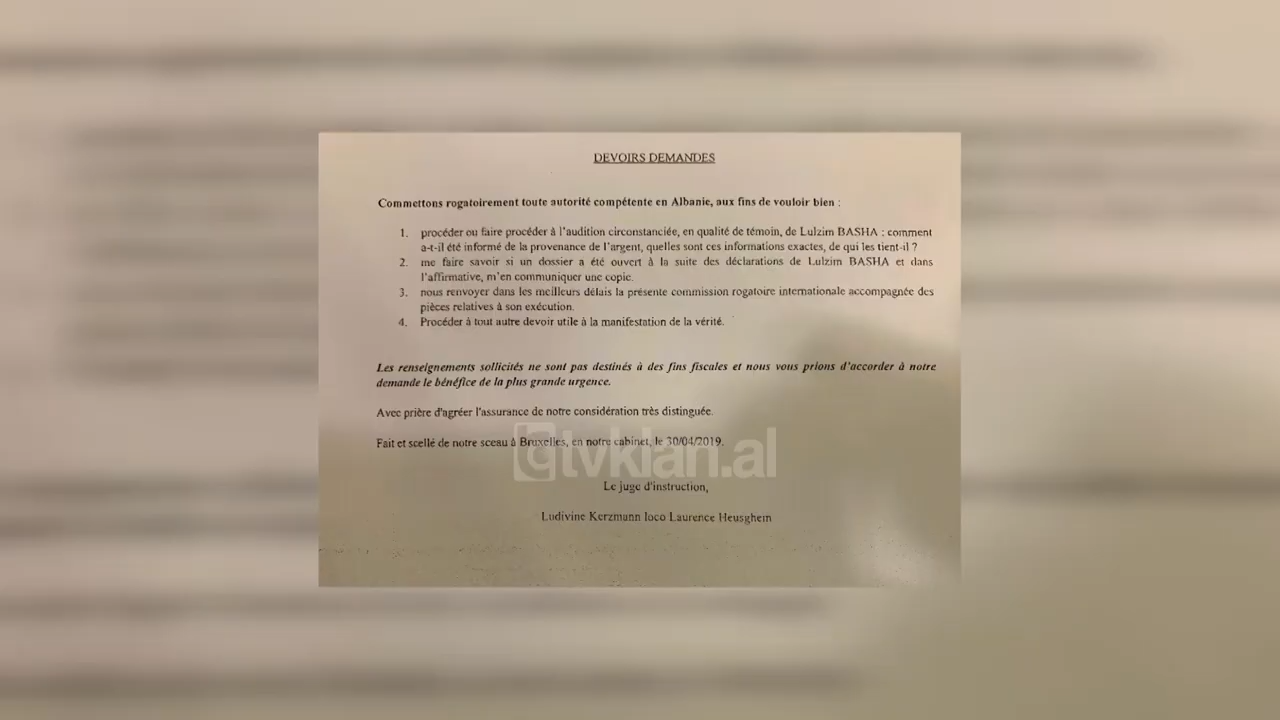 DEVOIRS DEMANDES
Commettons rogatoirement toute autorité compétente en Albanie, aux fins de vouloir bien :
1. procéder ou faire procéder à l'audition circonstanciée, en qualité de témoin, de Lulzim BASHA : comment
a-t-il été informé de la provenance de l'argent, quelles sont ces informations exactes, de qui les tient-il ?
2. me faire savoir si un dossier a été ouvert à la suite des déclarations de Lulzim BASHA et dans
l'affirmative, m'en communiquer une copie.
3. nous renvoyer dans les meilleurs délais la présente commission rogatoire internationale accompagnée des
pièces relatives à son exécution.
4. Procéder à tout autre devoir utile à la manifestation de la vérité.
Les renseignements sollicités ne sont pas destinés à des fins fiscales et nous vous prions d'accorder à notre
demande le bénéfice de la plus grande urgence.
Avec prière d'agréer l'assurance de notre considération très distinguée.
Fait et scellé de notre sceau à Bruxelles, en notre cabinet, le 30/04/2019.
tvklan.al
Le juge d'instruction,
Ludivine Kerzmann loco Laurence Heusghem